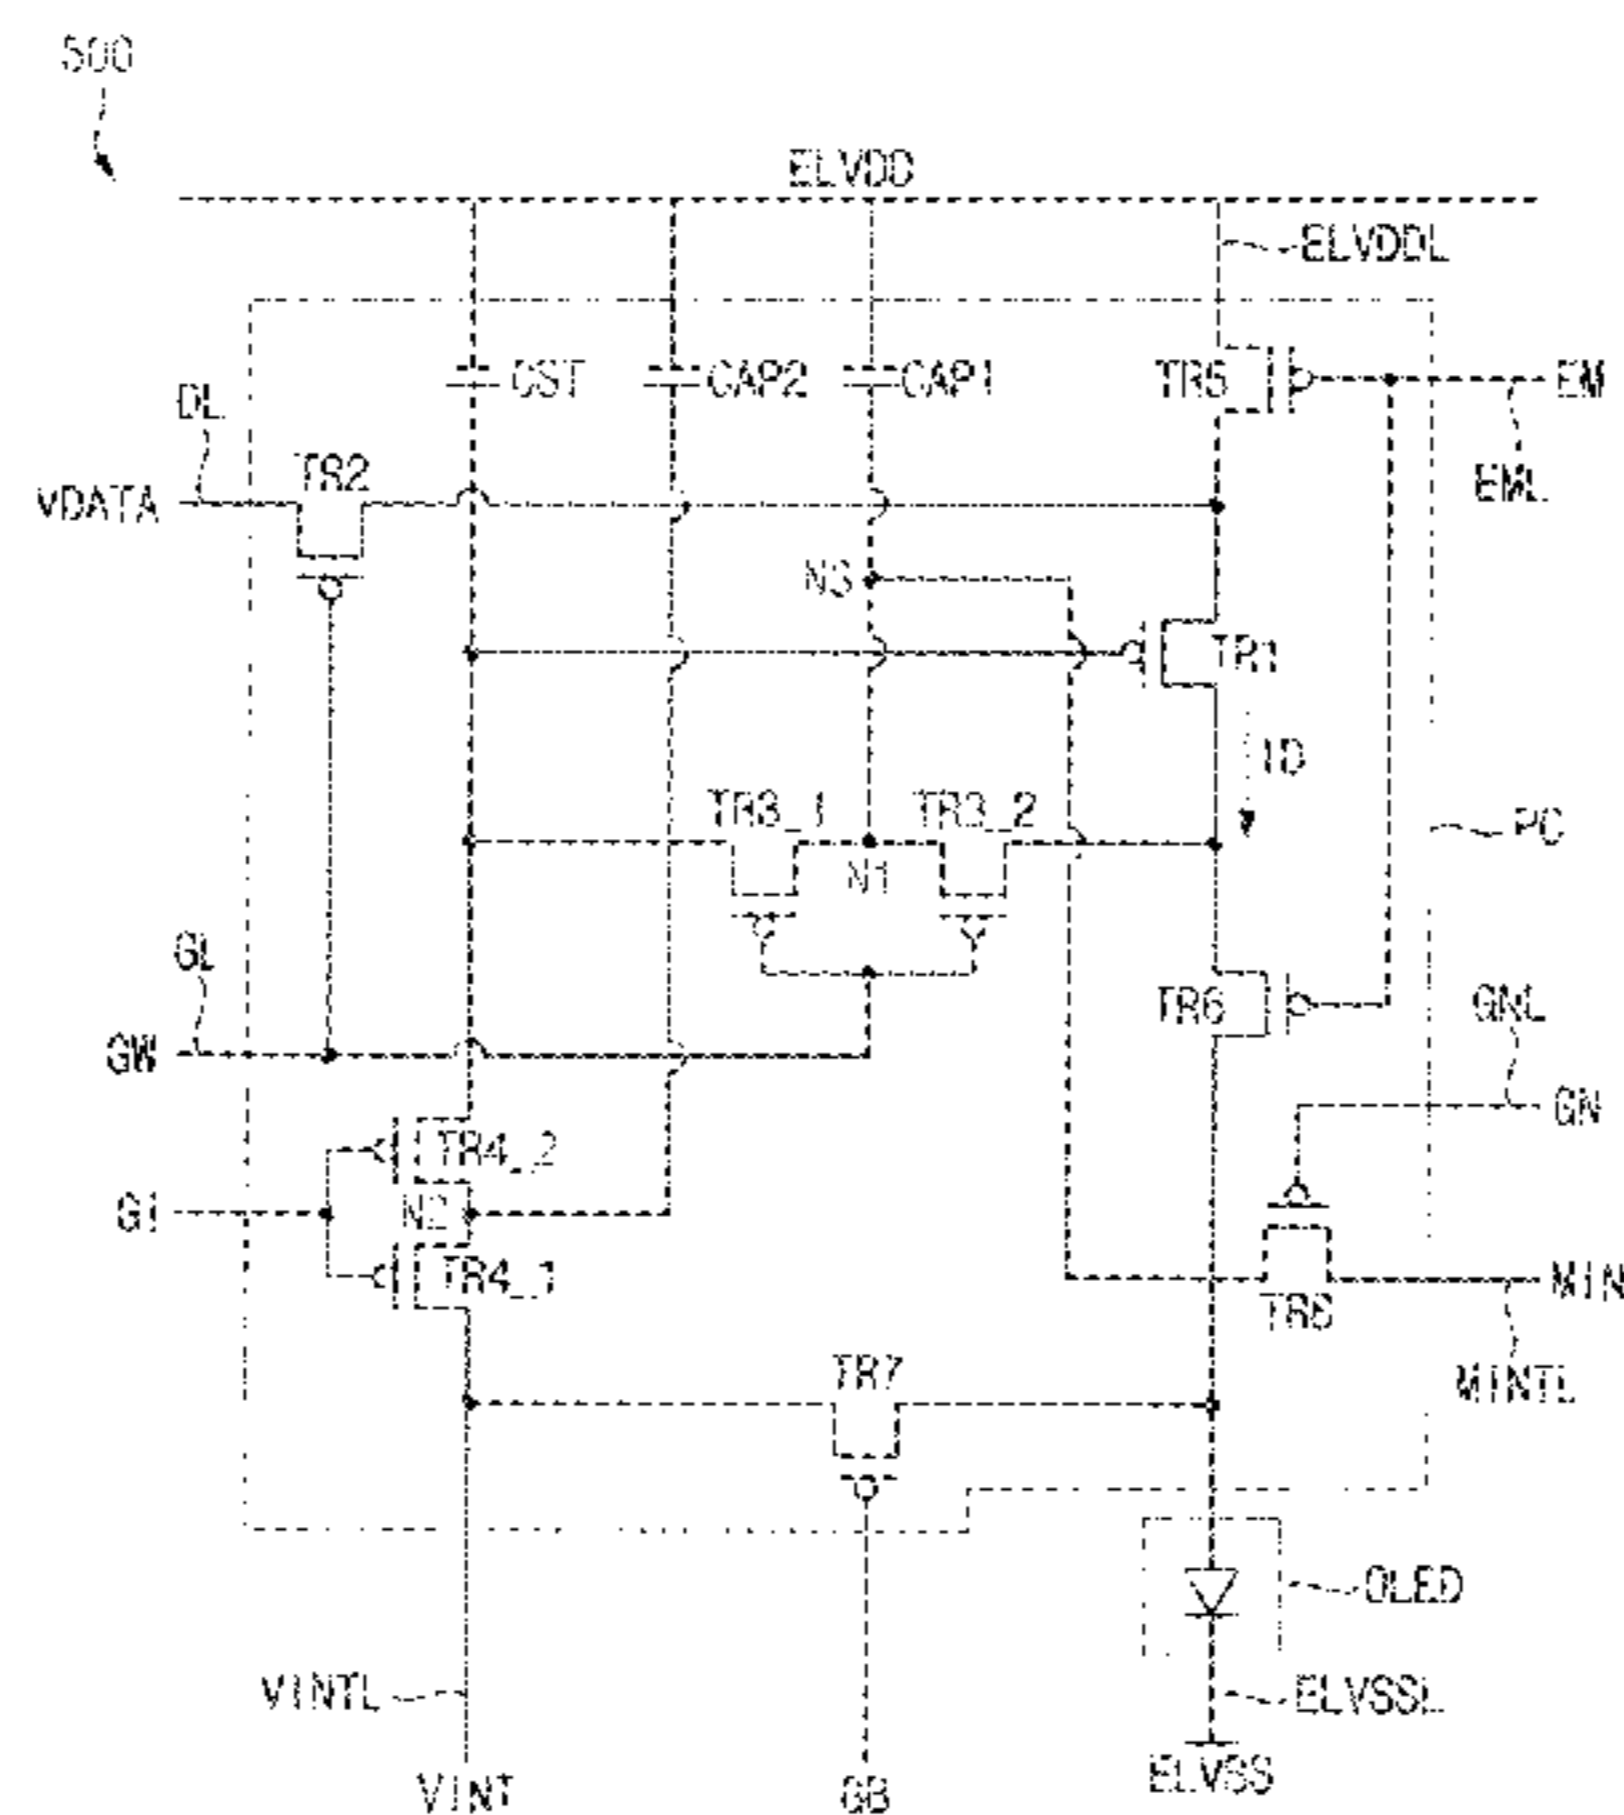 500
ELVDD
ELVDDL
CST
CAP2
CAP1
TR5
EM
DL
EML
TR2
VDATA
N3
TR1
ID
TR3_1
TR3_2
N1
PC
GL
TR6
GNL
GW
GN
TR4_2
GI
N2
TR4_1
MIN
TR7
MINTL
OLED
VINTL
ELVSSL
VINT
GB
ELVSS